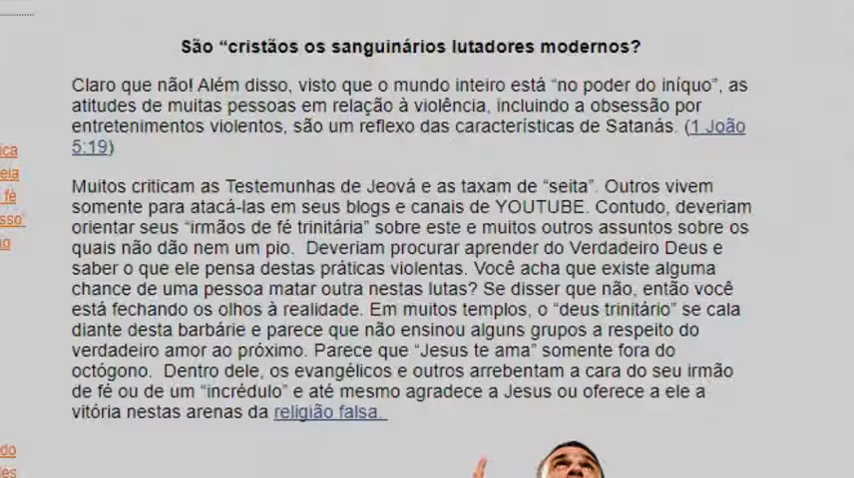 São “cristãos os sanguinários lutadores modernos?
Claro que não! Além disso, visto que o mundo inteiro está “no poder do iníquo”, as
atitudes de muitas pessoas em relação à violência, incluindo a obsessão por
entretenimentos violentos, são um reflexo das características de Satanás. (1 João
5:19)
Muitos criticam as Testemunhas de Jeová e as taxam de “seita”. Outros vivem
somente para atacá-las em seus blogs e canais de YOUTUBE. Contudo, deveriam
orientar seus “irmãos de fé trinitária” sobre este e muitos outros assuntos sobre os
quais não dão nem um pio. Deveriam procurar aprender do Verdadeiro Deus e
saber o que ele pensa destas práticas violentas. Você acha que existe alguma
chance de uma pessoa matar outra nestas lutas? Se disser que não, então você
está fechando os olhos à realidade. Em muitos templos, o “deus trinitário” se cala
diante desta barbárie e parece que não ensinou alguns grupos a respeito do
verdadeiro amor ao próximo. Parece que “Jesus te ama” somente fora do
octógono. Dentro dele, os evangélicos e outros arrebentam a cara do seu irmão
de fé ou de um “incrédulo” e até mesmo agradece a Jesus ou oferece a ele a
vitória nestas arenas da religião falsa.
fé